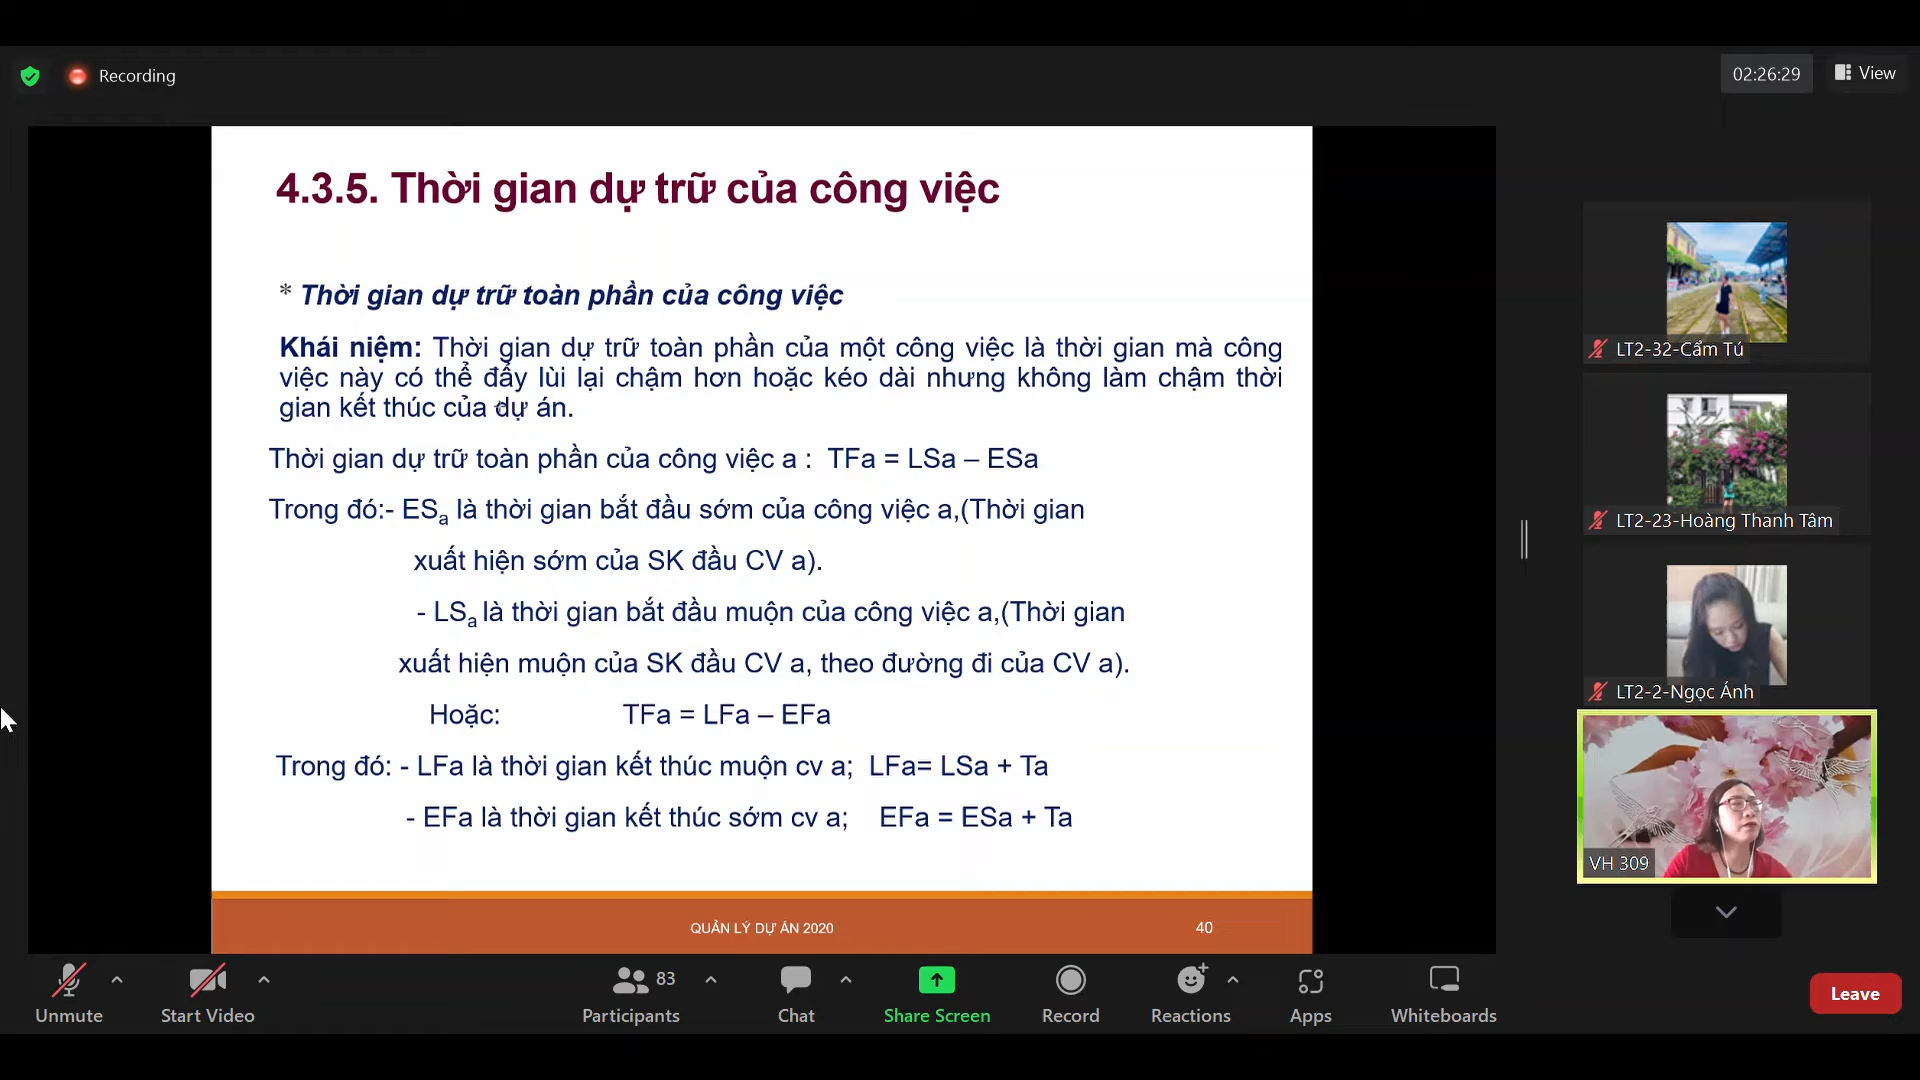 Recording
02:26:29
View
4.3.5. Thời gian dự trữ của công việc
* Thời gian dự trữ toàn phần của công việc
Khái niệm: Thời gian dự trữ toàn phần của một công việc là thời gian mà công
việc này có thể đẩy lùi lại chậm hơn hoặc kéo dài nhưng không làm chậm thời
gian kết thúc của dự án.
Thời gian dự trữ toàn phần của công việc a : TFa = LSa – ESa
Trong đó:- ESa là thời gian bắt đầu sớm của công việc a,(Thời gian
xuất hiện sớm của SK đầu CV a).
- LSa là thời gian bắt đầu muộn của công việc a,(Thời gian
xuất hiện muộn của SK đầu CV a, theo đường đi của CV a).
Hoặc: TFa = LFa – EFa
Trong đó: - LFa là thời gian kết thúc muộn cv a; LFa= LSa + Ta
- EFa là thời gian kết thúc sớm cv a; EFa = ESa + Ta
QUẢN LÝ DỰ ÁN 2020
40
LT2-32-Cẩm Tú
LT2-23-Hoàng Thanh Tâm
LT2-2-Ngọc Ánh
VH 309
Unmute
Start Video
83
Participants
Chat
Share Screen
Record
Reactions
Apps
Whiteboards
Leave